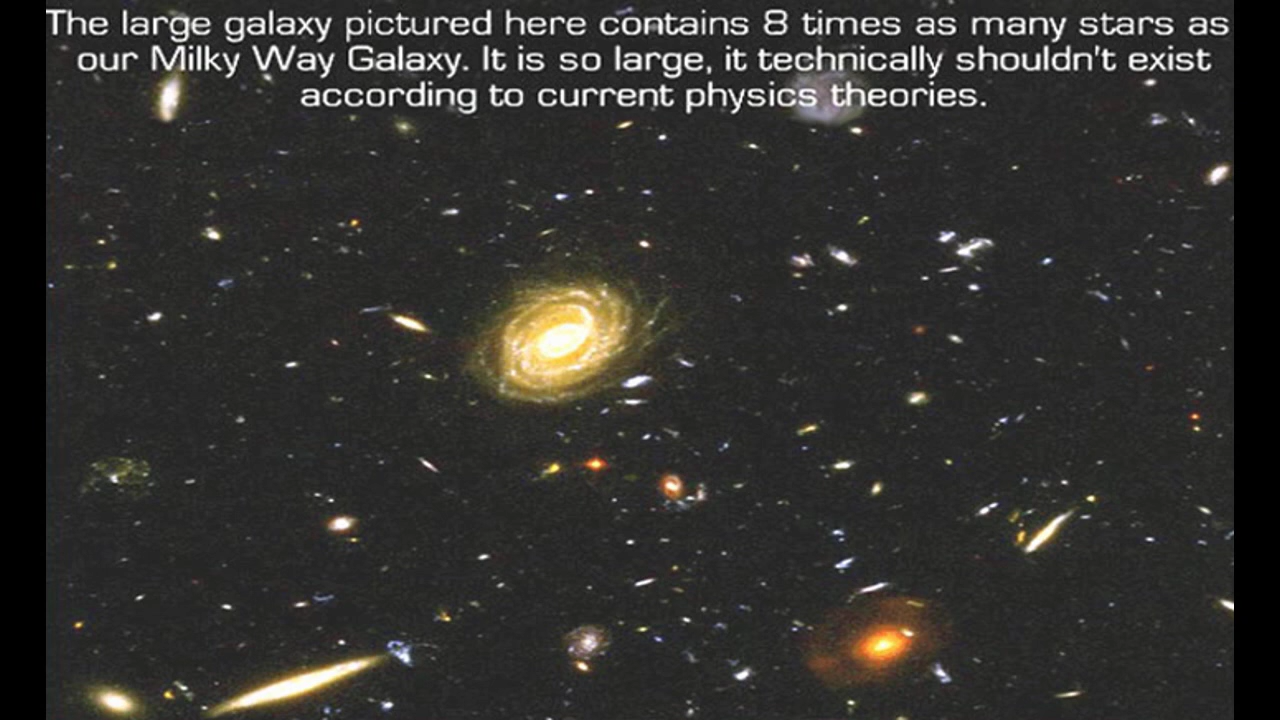 The large galaxy pictured here contains 8 times as many stars as
our Milky Way Galaxy. It is so large, it technically shouldn't exist
according to current physics theories.